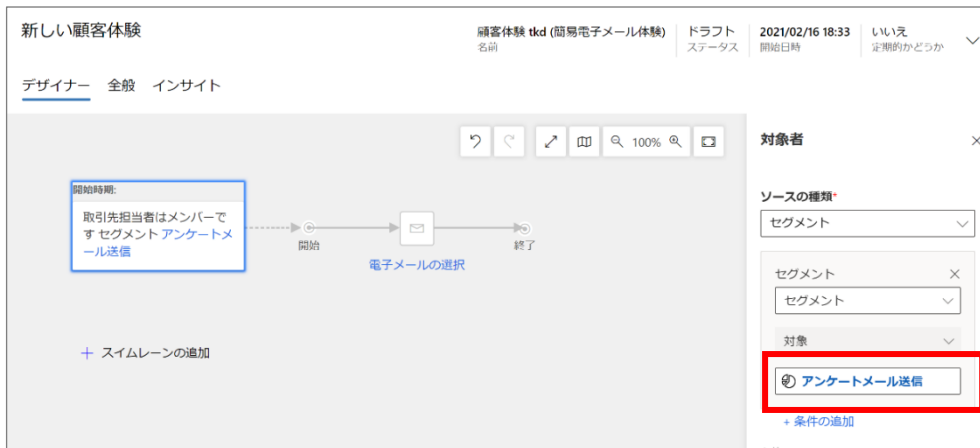 新しい顧客体験
顧客体験 tkd (簡易電子メール体験)
名前
ドラフト
ステータス
2021/02/16 18:33
開始日時
いいえ
定期的かどうか
デザイナー 全般 インサイト
100%
対象者
ソースの種類*
セグメント
開始時期:
取引先担当者はメンバーで
す セグメント アンケートメ
ール送信
開始
電子メールの選択
終了
セグメント
セグメント
対象
アンケートメール送信
+ 条件の追加
+ スイムレーンの追加